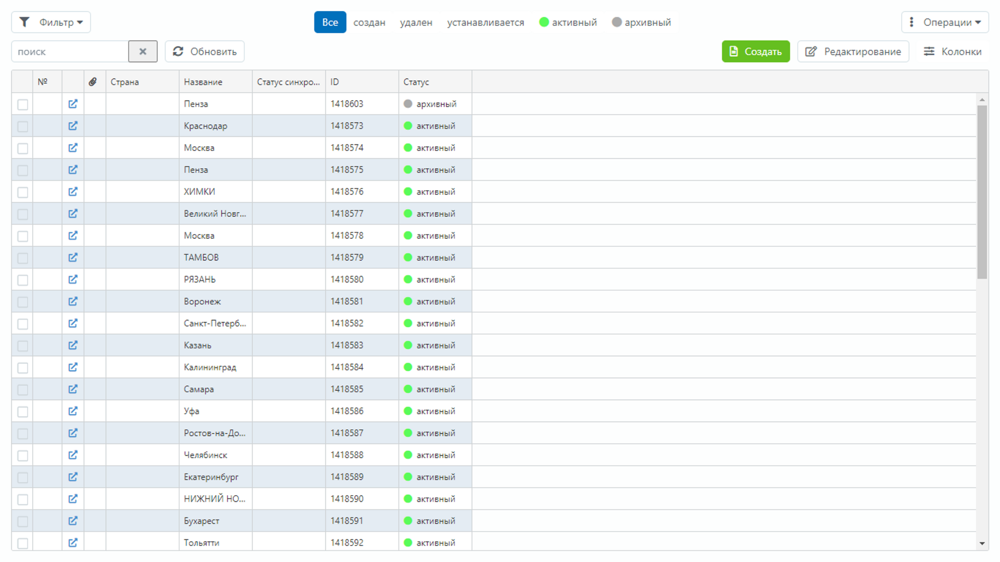 Фильтр Все создан удален устанавливается активный архивный Операции
поиск Обновить Создать Редактирование Колонки
№ Страна Название Статус синхро... ID Статус
Пенза 1418603 архивный
Краснодар 1418573 активный
Москва 1418574 активный
Пенза 1418575 активный
ХИМКИ 1418576 активный
Великий Новг... 1418577 активный
Москва 1418578 активный
ТАМБОВ 1418579 активный
РЯЗАНЬ 1418580 активный
Воронеж 1418581 активный
Санкт-Петерб... 1418582 активный
Казань 1418583 активный
Калининград 1418584 активный
Самара 1418585 активный
Уфа 1418586 активный
Ростов-на-До... 1418587 активный
Челябинск 1418588 активный
Екатеринбург 1418589 активный
НИЖНИЙ НО... 1418590 активный
Бухарест 1418591 активный
Тольятти 1418592 активный